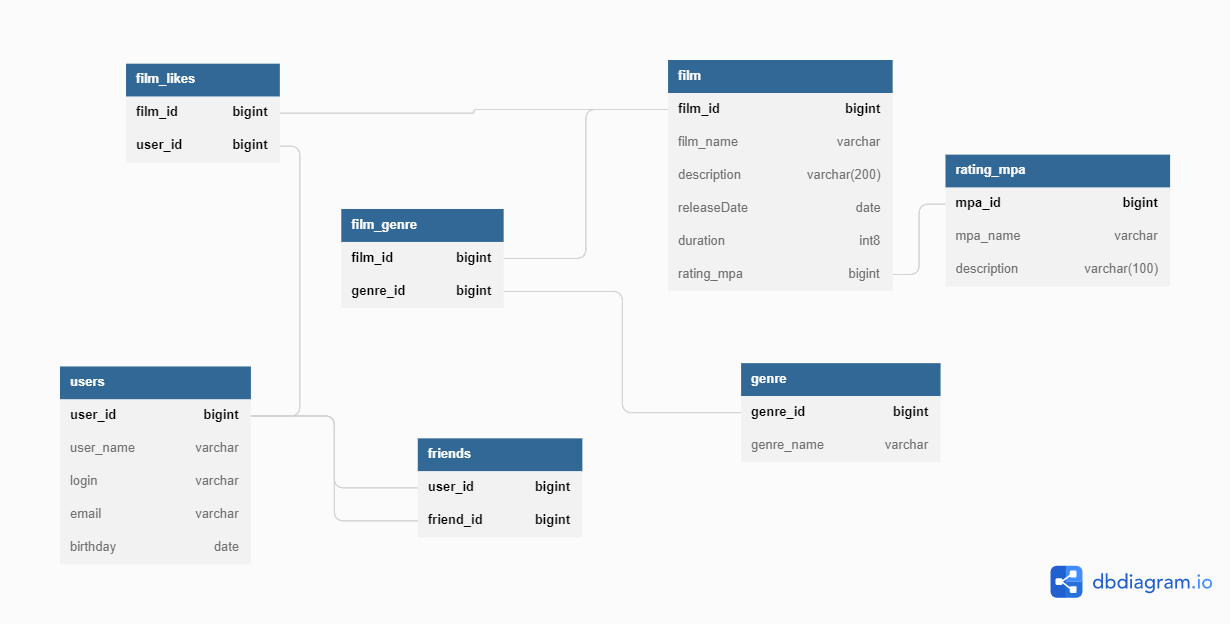 film_likes
film_id bigint
user_id bigint
film
film_id bigint
film_name varchar
description varchar(200)
releaseDate date
duration int8
rating_mpa bigint
rating_mpa
mpa_id bigint
mpa_name varchar
description varchar(100)
film_genre
film_id bigint
genre_id bigint
users
user_id bigint
user_name varchar
login varchar
email varchar
birthday date
friends
user_id bigint
friend_id bigint
genre
genre_id bigint
genre_name varchar
dbdiagram.io